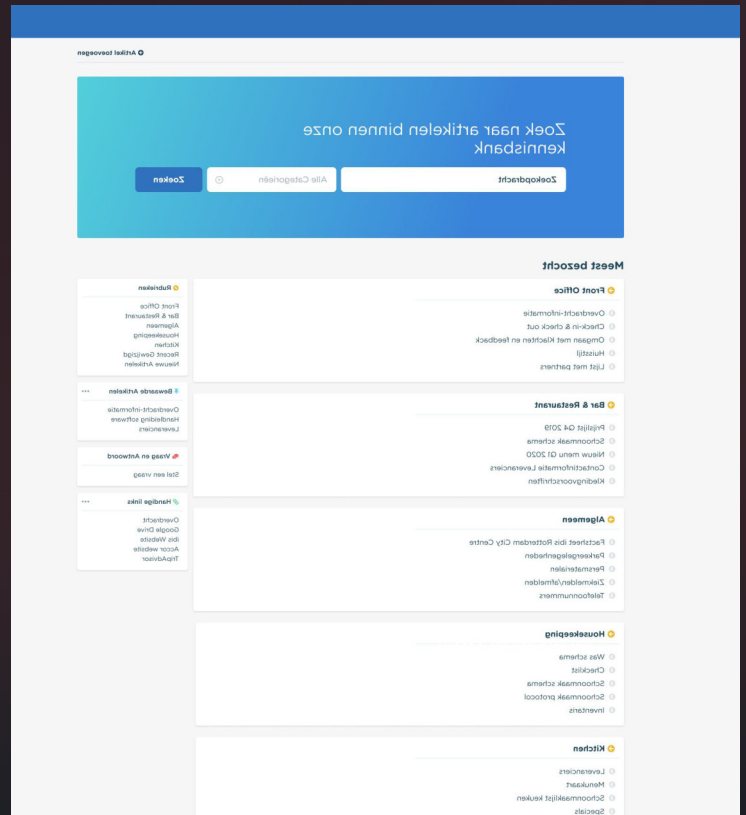 Artikel toevoegen
Zoek naar artikelen binnen onze
kennisbank
Zoekopdracht
Alle Categorieën
Zoeken
Meest bezocht
Front Office
Overdracht-informatie
Check-in & check out
Omgaan met Klachten en feedback
Huisstijl
Lijst met partners
Bar & Restaurant
Prijslijst Q4 2019
Schoonmaak schema
Nieuw menu Q1 2020
Contactinformatie Leveranciers
Kledingvoorschriften
Algemeen
Factsheet ibis Rotterdam City Centre
Parkeergelegenheden
Persmaterialen
Ziekmelden/afmelden
Telefoonnummers
Housekeeping
Was schema
Checklist
Schoonmaak schema
Schoonmaak protocol
Inventaris
Kitchen
Leveranciers
Menukaart
Schoonmaaklijst keuken
Specials
Rubrieken
Front Office
Bar & Restaurant
Algemeen
Housekeeping
Kitchen
Recent Gewijzigd
Nieuwe Artikelen
Bewaarde Artikelen
Overdracht-informatie
Handleiding software
Leveranciers
Vraag en Antwoord
Stel een vraag
Handige links
Overdracht
Google Drive
ibis Website
Accor website
TripAdvisor